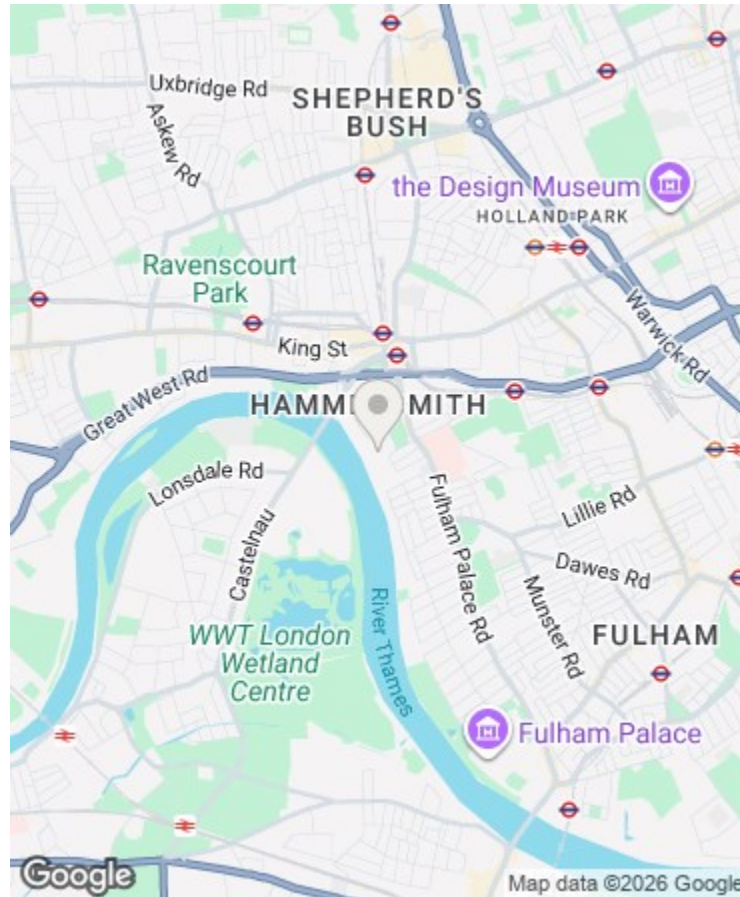 Uxbridge Rd
SHEPHERD'S
BUSH
Askew Rd
the Design Museum
HOLLAND PARK
Ravenscourt
Park
Warwick Rd
King St
Great West Rd
HAMME SMITH
Lonsdale Rd
Castelnau
Fulham Palace Rd
Lillie Rd
Dawes Rd
Munster Rd
River Thames
WWT London
Wetland
Centre
FULHAM
Fulham Palace
Google
Map data ©2026 Google